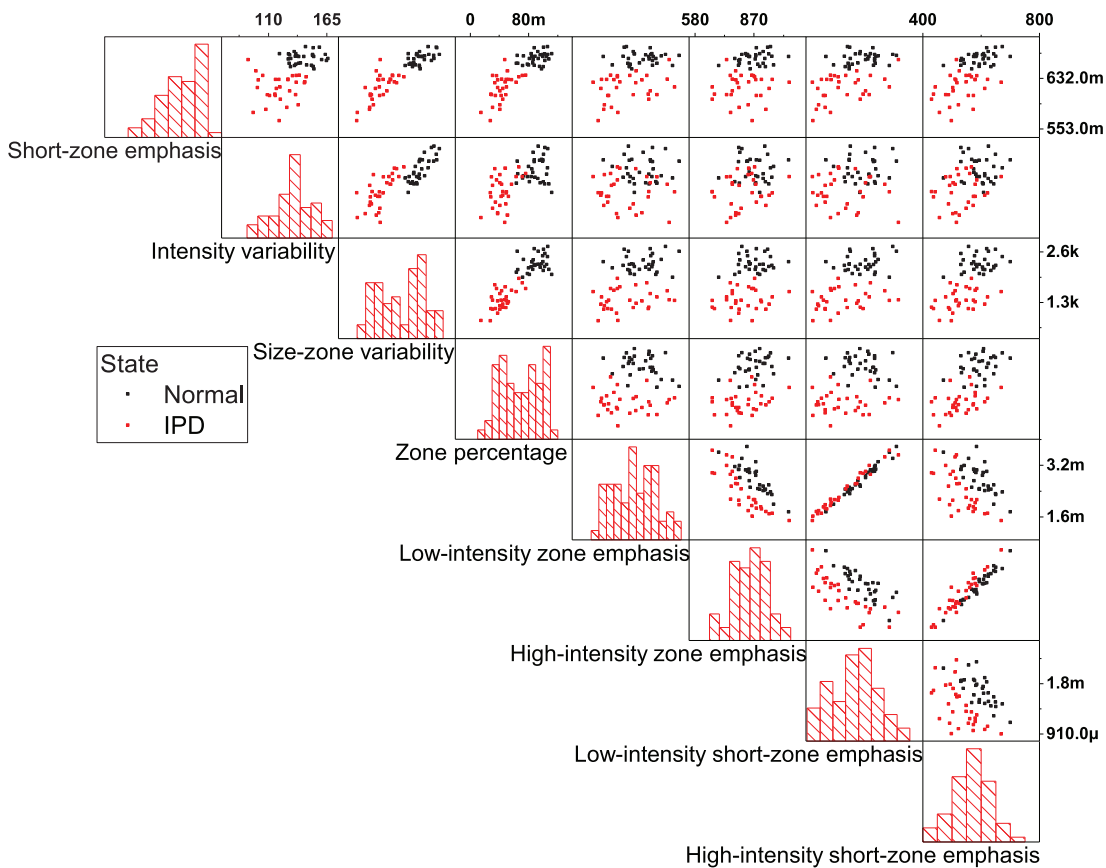 110 165 0 80m 580 870 400 800
632.0m
553.0m
Short-zone emphasis
Intensity variability
2.6k
1.3k
Size-zone variability
State
Normal
IPD
Zone percentage
3.2m
1.6m
Low-intensity zone emphasis
High-intensity zone emphasis
1.8m
910.0µ
Low-intensity short-zone emphasis
High-intensity short-zone emphasis